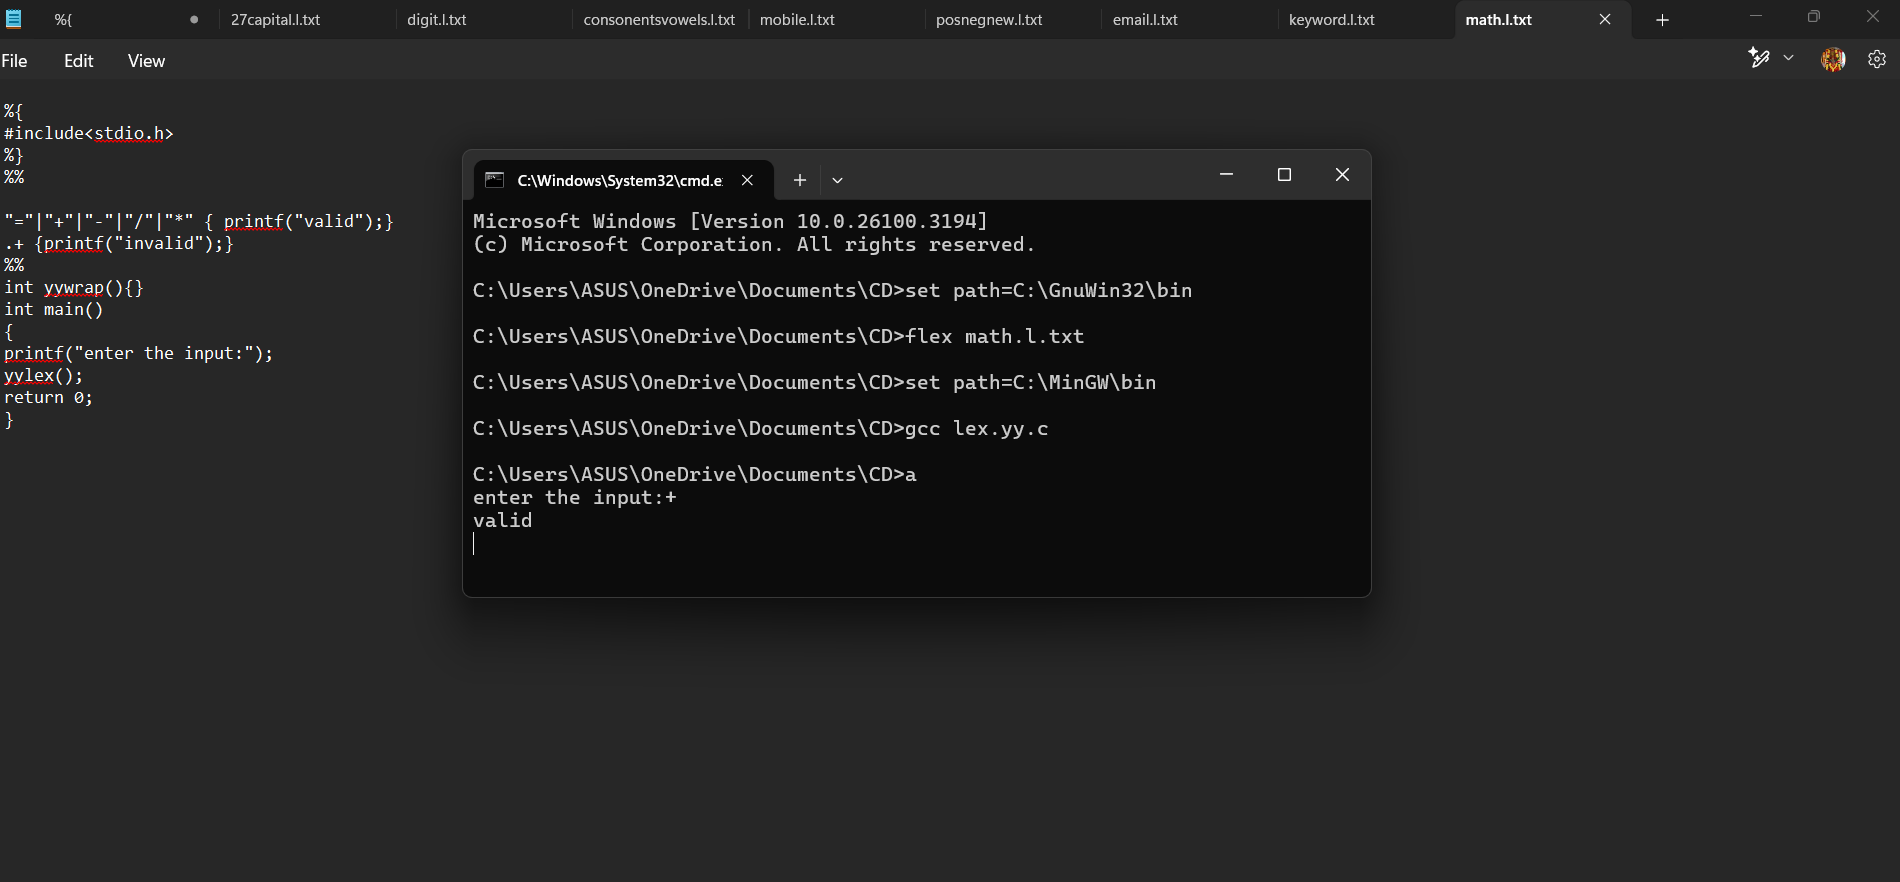 %{
27capital.l.txt
digit.l.txt
consonentsvowels.l.txt
mobile.l.txt
posnegnew.l.txt
email.l.txt
keyword.l.txt
math.l.txt
File
Edit
View
%{
#include<stdio.h>
%}
%%
"="|"+"|"-"|"/"|"*" { printf("valid");}
.+ {printf("invalid");}
%%
int yywrap(){}
int main()
{
printf("enter the input:");
yylex();
return 0;
}
C:\Windows\System32\cmd.e
Microsoft Windows [Version 10.0.26100.3194]
(c) Microsoft Corporation. All rights reserved.
C:\Users\ASUS\OneDrive\Documents\CD>set path=C:\GnuWin32\bin
C:\Users\ASUS\OneDrive\Documents\CD>flex math.l.txt
C:\Users\ASUS\OneDrive\Documents\CD>set path=C:\MinGW\bin
C:\Users\ASUS\OneDrive\Documents\CD>gcc lex.yy.c
C:\Users\ASUS\OneDrive\Documents\CD>a
enter the input:+
valid